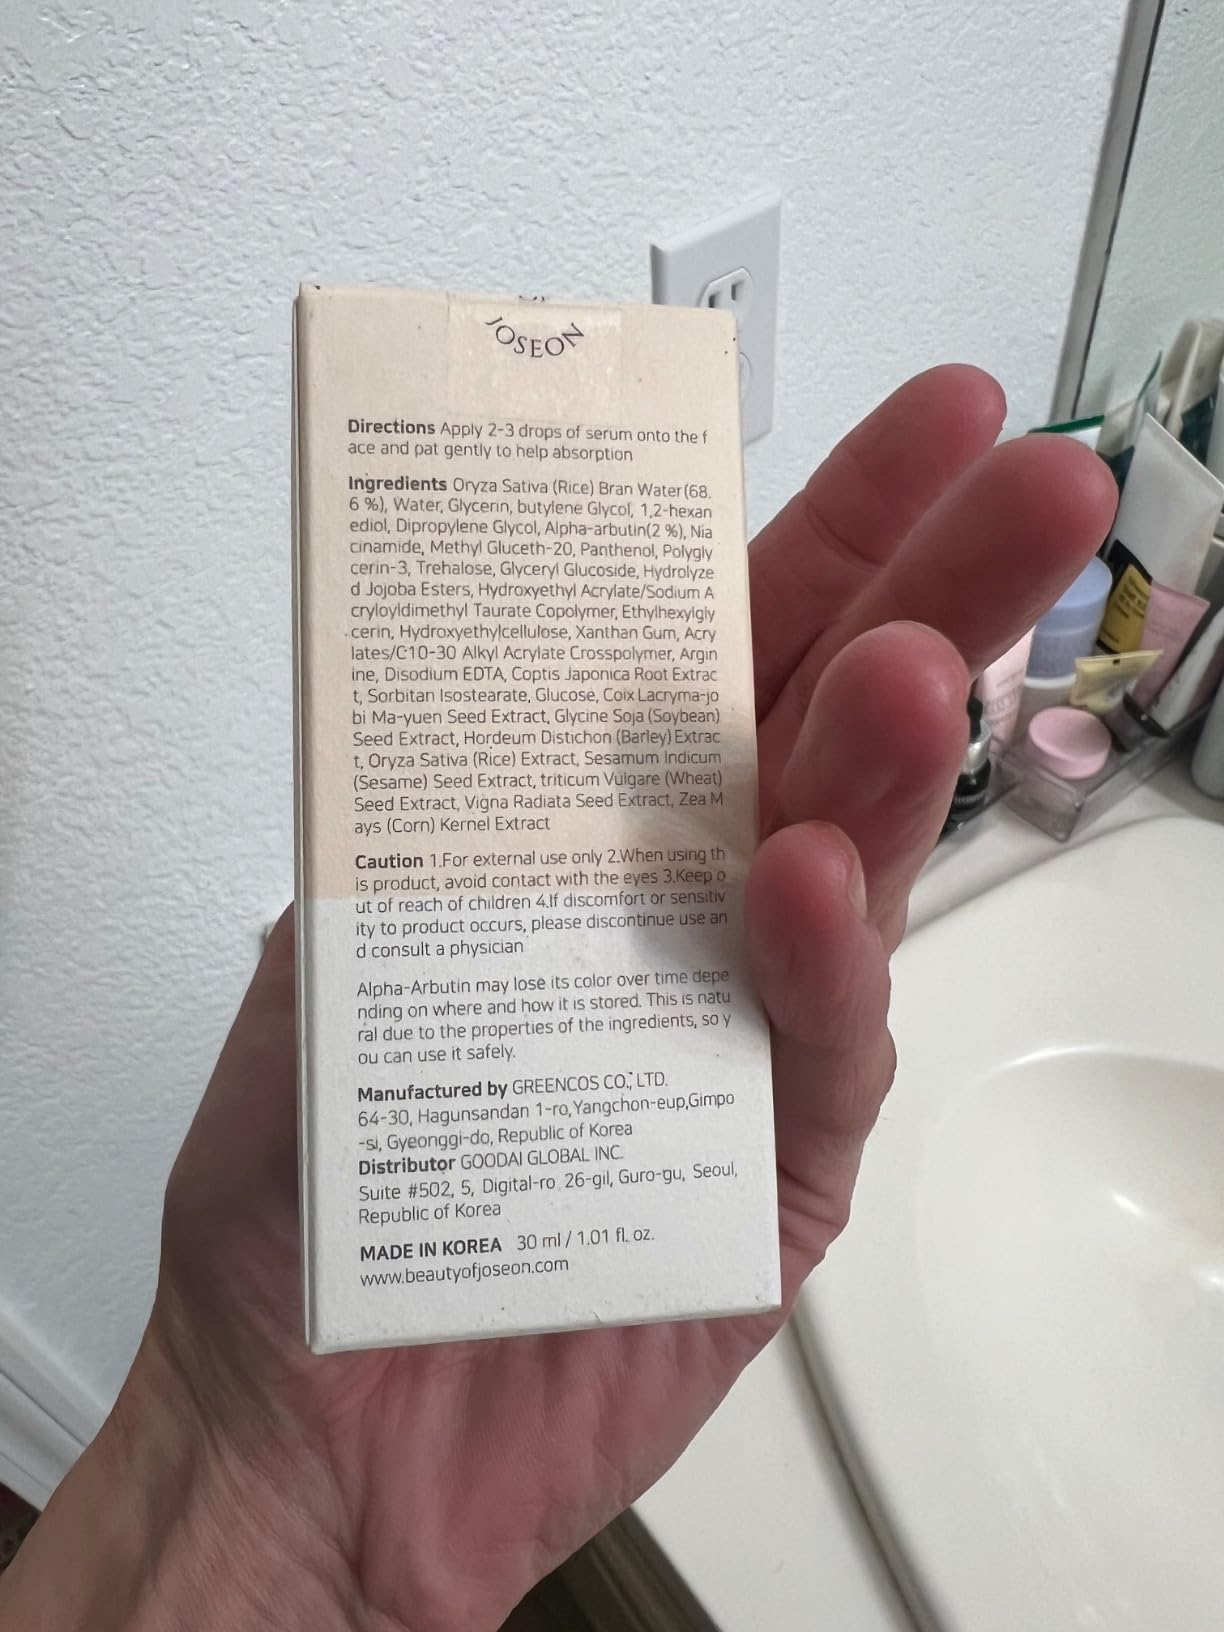 JOSEON
Directions Apply 2-3 drops of serum onto the f
ace and pat gently to help absorption
Ingredients Oryza Sativa (Rice) Bran Water(68.
6 %), Water, Glycerin, butylene Glycol, 1,2-hexan
ediol, Dipropylene Glycol, Alpha-arbutin(2 %), Nia
cinamide, Methyl Gluceth-20, Panthenol, Polygly
cerin-3, Trehalose, Glyceryl Glucoside, Hydrolyze
d Jojoba Esters, Hydroxyethyl Acrylate/Sodium A
cryloyldimethyl Taurate Copolymer, Ethylhexylgly
cerin, Hydroxyethylcellulose, Xanthan Gum, Acry
lates/C10-30 Alkyl Acrylate Crosspolymer, Argin
ine, Disodium EDTA, Coptis Japonica Root Extrac
t, Sorbitan Isostearate, Glucose, Coix Lacryma-jo
bi Ma-yuen Seed Extract, Glycine Soja (Soybean)
Seed Extract, Hordeum Distichon (Barley) Extrac
t, Oryza Sativa (Rice) Extract, Sesamum Indicum
(Sesame) Seed Extract, triticum Vulgare (Wheat)
Seed Extract, Vigna Radiata Seed Extract, Zea M
ays (Corn) Kernel Extract
Caution 1.For external use only 2.When using th
is product, avoid contact with the eyes 3.Keep o
ut of reach of children 4.If discomfort or sensitiv
ity to product occurs, please discontinue use an
d consult a physician
Alpha-Arbutin may lose its color over time depe
nding on where and how it is stored. This is natu
ral due to the properties of the ingredients, so y
ou can use it safely.
Manufactured by GREENCOS CO., LTD.
64-30, Hagunsandan 1-ro,Yangchon-eup,Gimpo
-si, Gyeonggi-do, Republic of Korea
Distributor GOODAI GLOBAL INC.
Suite #502, 5, Digital-ro 26-gil, Guro-gu, Seoul,
Republic of Korea
MADE IN KOREA 30 ml / 1.01 fl. oz.
www.beautyofjoseon.com